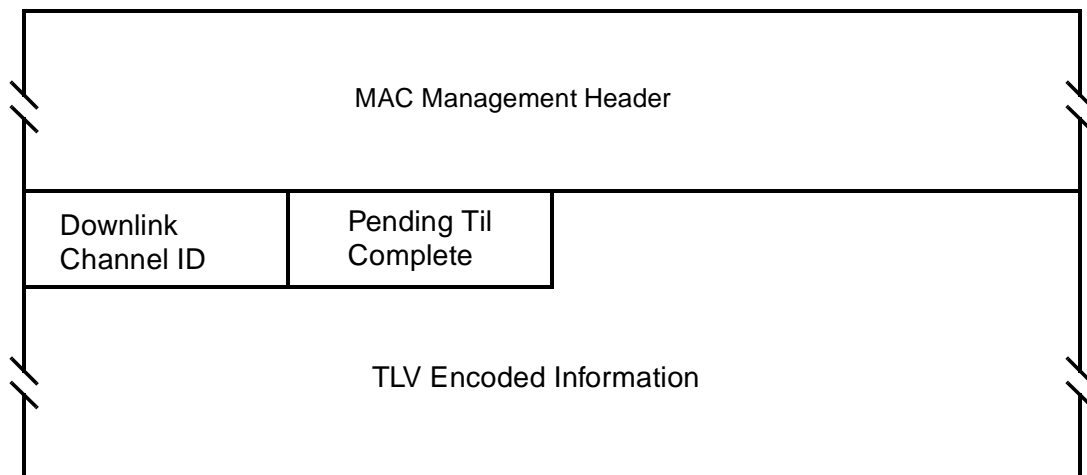 MAC Management Header
Downlink
Channel ID
Pending Til
Complete
TLV Encoded Information